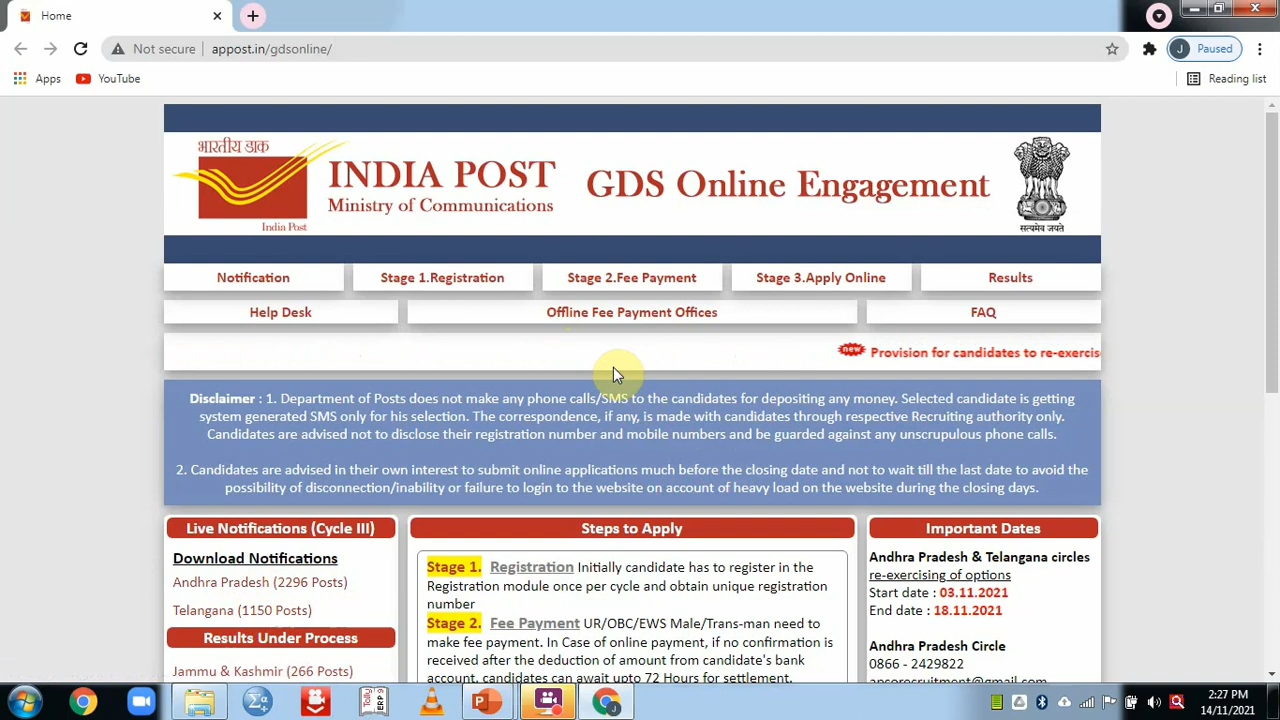 Home
Not secure
appost.in/gdsonline/
J Paused
Apps
YouTube
Reading list
भारतीय डाक
India Post
INDIA POST
Ministry of Communications
GDS Online Engagement
सत्यमेव जयते
Notification
Stage 1.Registration
Stage 2.Fee Payment
Stage 3.Apply Online
Results
Help Desk
Offline Fee Payment Offices
FAQ
new Provision for candidates to re-exercis
Disclaimer : 1. Department of Posts does not make any phone calls/SMS to the candidates for depositing any money. Selected candidate is getting
system generated SMS only for his selection. The correspondence, if any, is made with candidates through respective Recruiting authority only.
Candidates are advised not to disclose their registration number and mobile numbers and be guarded against any unscrupulous phone calls.
2. Candidates are advised in their own interest to submit online applications much before the closing date and not to wait till the last date to avoid the
possibility of disconnection/inability or failure to login to the website on account of heavy load on the website during the closing days.
Live Notifications (Cycle III)
Download Notifications
Andhra Pradesh (2296 Posts)
Telangana (1150 Posts)
Results Under Process
Jammu & Kashmir (266 Posts)
Steps to Apply
Stage 1. Registration Initially candidate has to register in the
Registration module once per cycle and obtain unique registration
number
Stage 2. Fee Payment UR/OBC/EWS Male/Trans-man need to
make fee payment. In Case of online payment, if no confirmation is
received after the deduction of amount from candidate's bank
account, candidates can await upto 72 Hours for settlement.
Important Dates
Andhra Pradesh & Telangana circles
re-exercising of options
Start date : 03.11.2021
End date : 18.11.2021
Andhra Pradesh Circle
0866 - 2429822
2:27 PM
14/11/2021